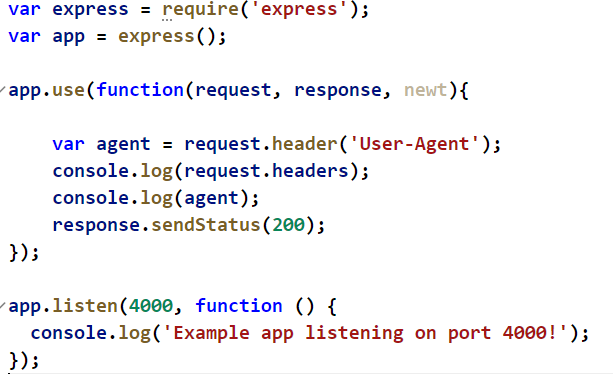 var express = require('express');
var app = express();
app.use(function(request, response, newt){
var agent = request.header('User-Agent');
console.log(request.headers);
console.log(agent);
response.sendStatus(200);
});
app.listen(4000, function () {
console.log('Example app listening on port 4000!');
});